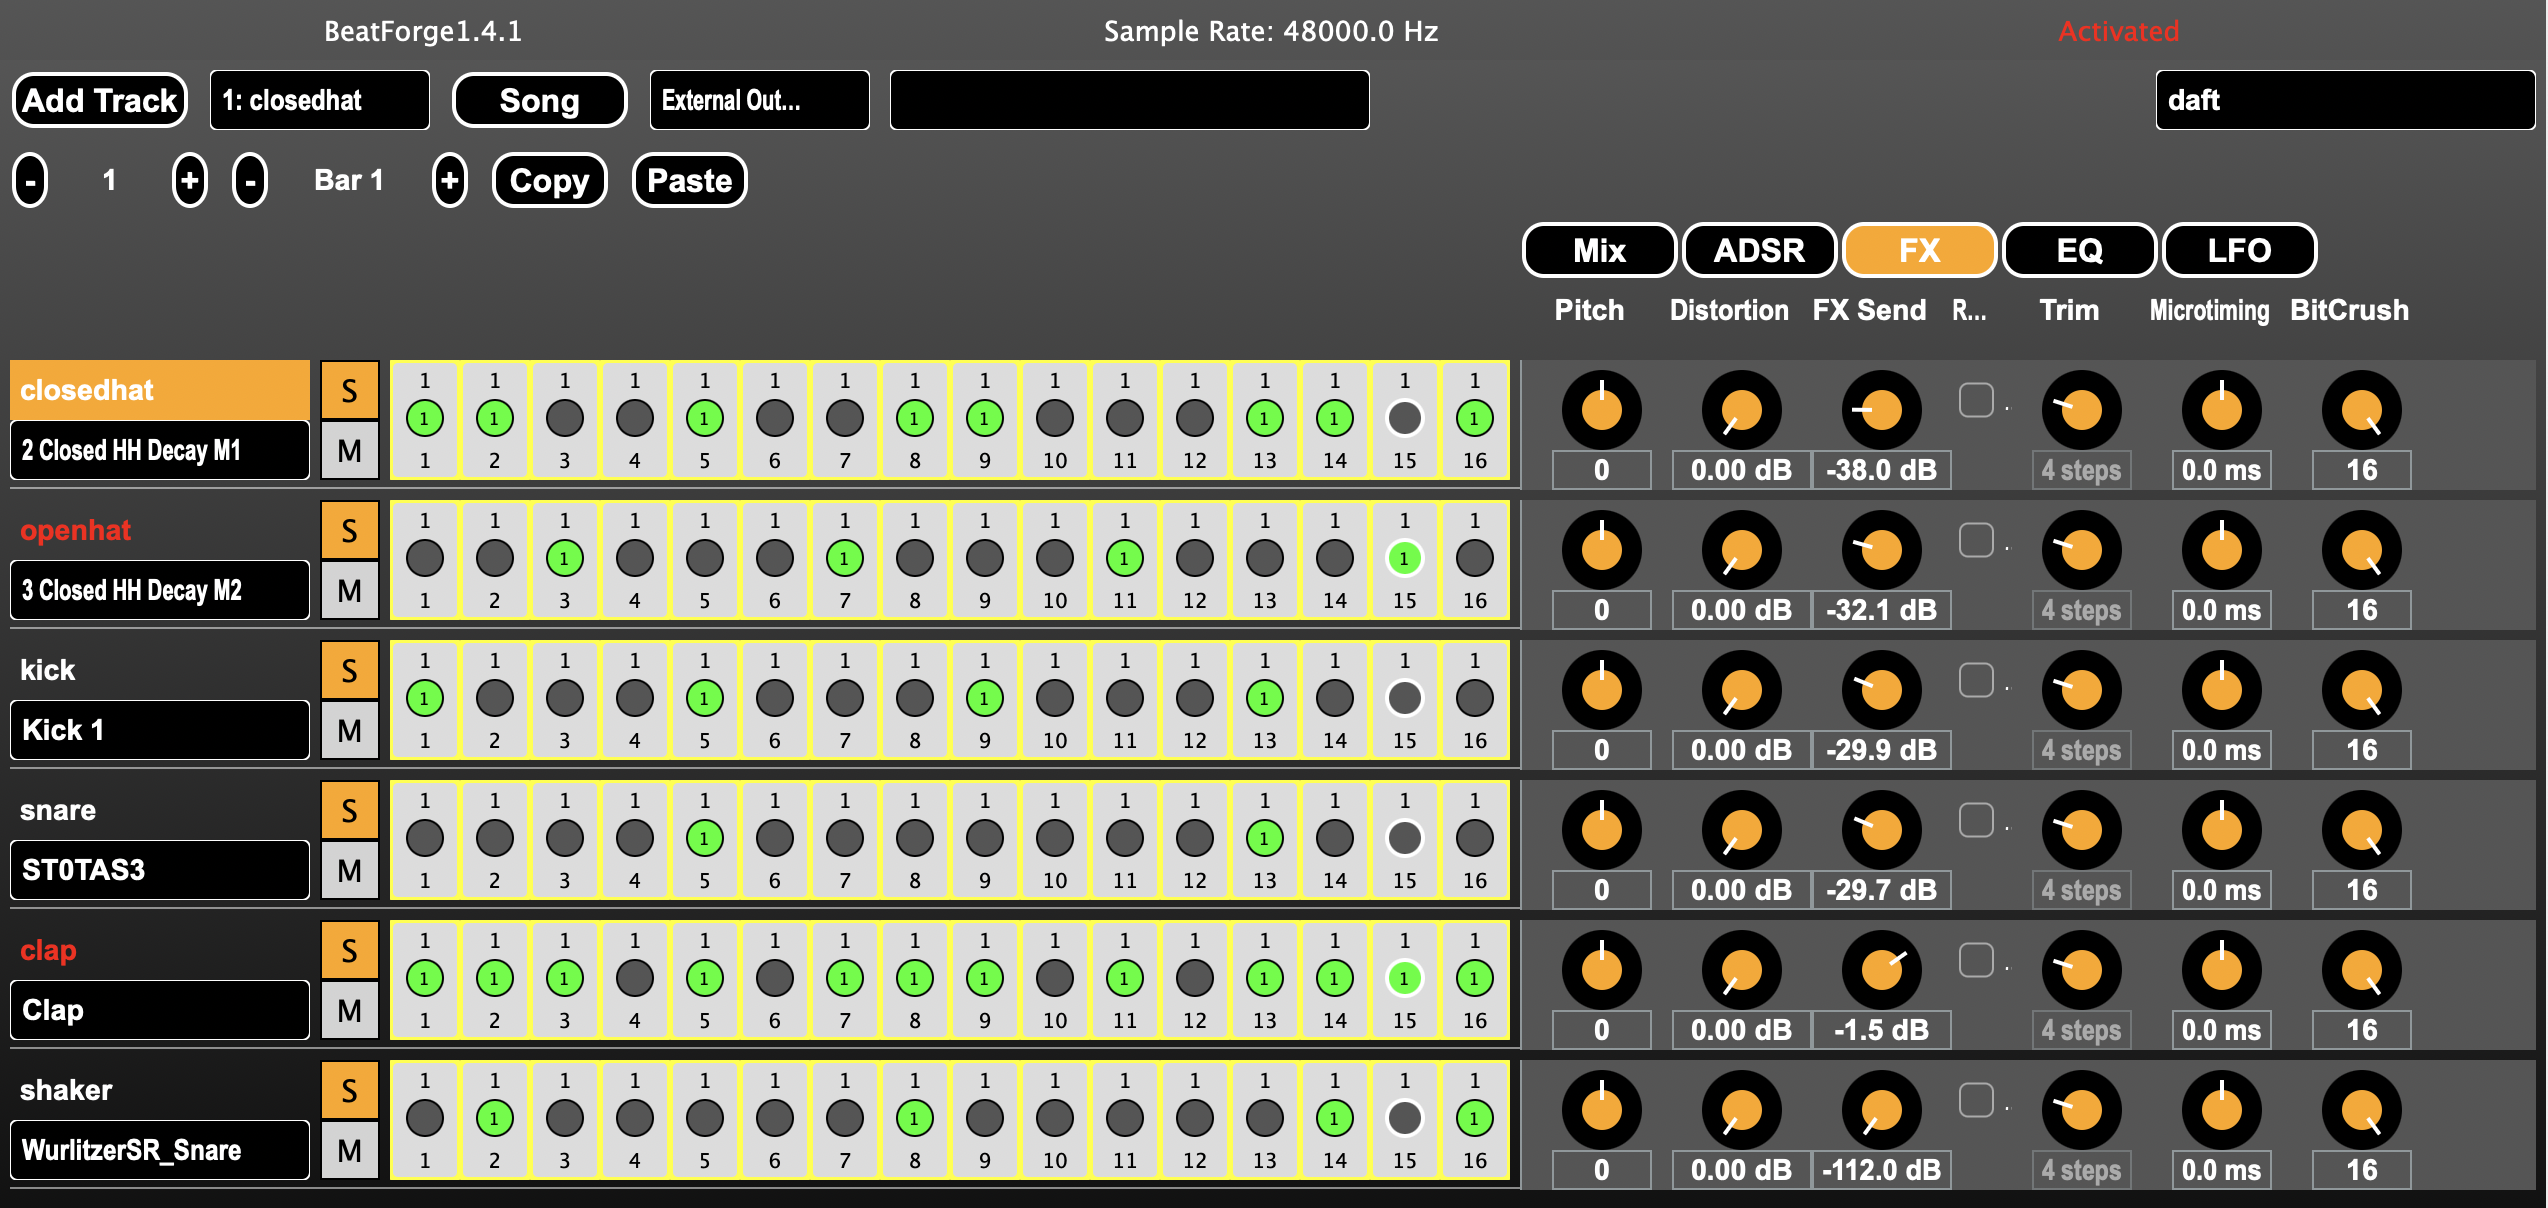 BeatForge1.4.1 Sample Rate: 48000.0 Hz Activated
Add Track 1: closedhat Song External Out... daft
- 1 + - Bar 1 + Copy Paste
Mix ADSR FX EQ LFO
Pitch Distortion FX Send R... Trim Microtiming BitCrush
closedhat S 1 1 1 1 1 1 1 1 1 1 1 1 1 1 1 1 .
1 1 1 1 1 1 1 1
2 Closed HH Decay M1 M 1 2 3 4 5 6 7 8 9 10 11 12 13 14 15 16 0 0.00 dB -38.0 dB 4 steps 0.0 ms 16
openhat S 1 1 1 1 1 1 1 1 1 1 1 1 1 1 1 1 .
1 1 1 1
3 Closed HH Decay M2 M 1 2 3 4 5 6 7 8 9 10 11 12 13 14 15 16 0 0.00 dB -32.1 dB 4 steps 0.0 ms 16
kick S 1 1 1 1 1 1 1 1 1 1 1 1 1 1 1 1 .
1 1 1 1
Kick 1 M 1 2 3 4 5 6 7 8 9 10 11 12 13 14 15 16 0 0.00 dB -29.9 dB 4 steps 0.0 ms 16
snare S 1 1 1 1 1 1 1 1 1 1 1 1 1 1 1 1 .
1 1
ST0TAS3 M 1 2 3 4 5 6 7 8 9 10 11 12 13 14 15 16 0 0.00 dB -29.7 dB 4 steps 0.0 ms 16
clap S 1 1 1 1 1 1 1 1 1 1 1 1 1 1 1 1 .
1 1 1 1 1 1 1 1 1 1 1 1
Clap M 1 2 3 4 5 6 7 8 9 10 11 12 13 14 15 16 0 0.00 dB -1.5 dB 4 steps 0.0 ms 16
shaker S 1 1 1 1 1 1 1 1 1 1 1 1 1 1 1 1 .
1 1 1 1
WurlitzerSR_Snare M 1 2 3 4 5 6 7 8 9 10 11 12 13 14 15 16 0 0.00 dB -112.0 dB 4 steps 0.0 ms 16